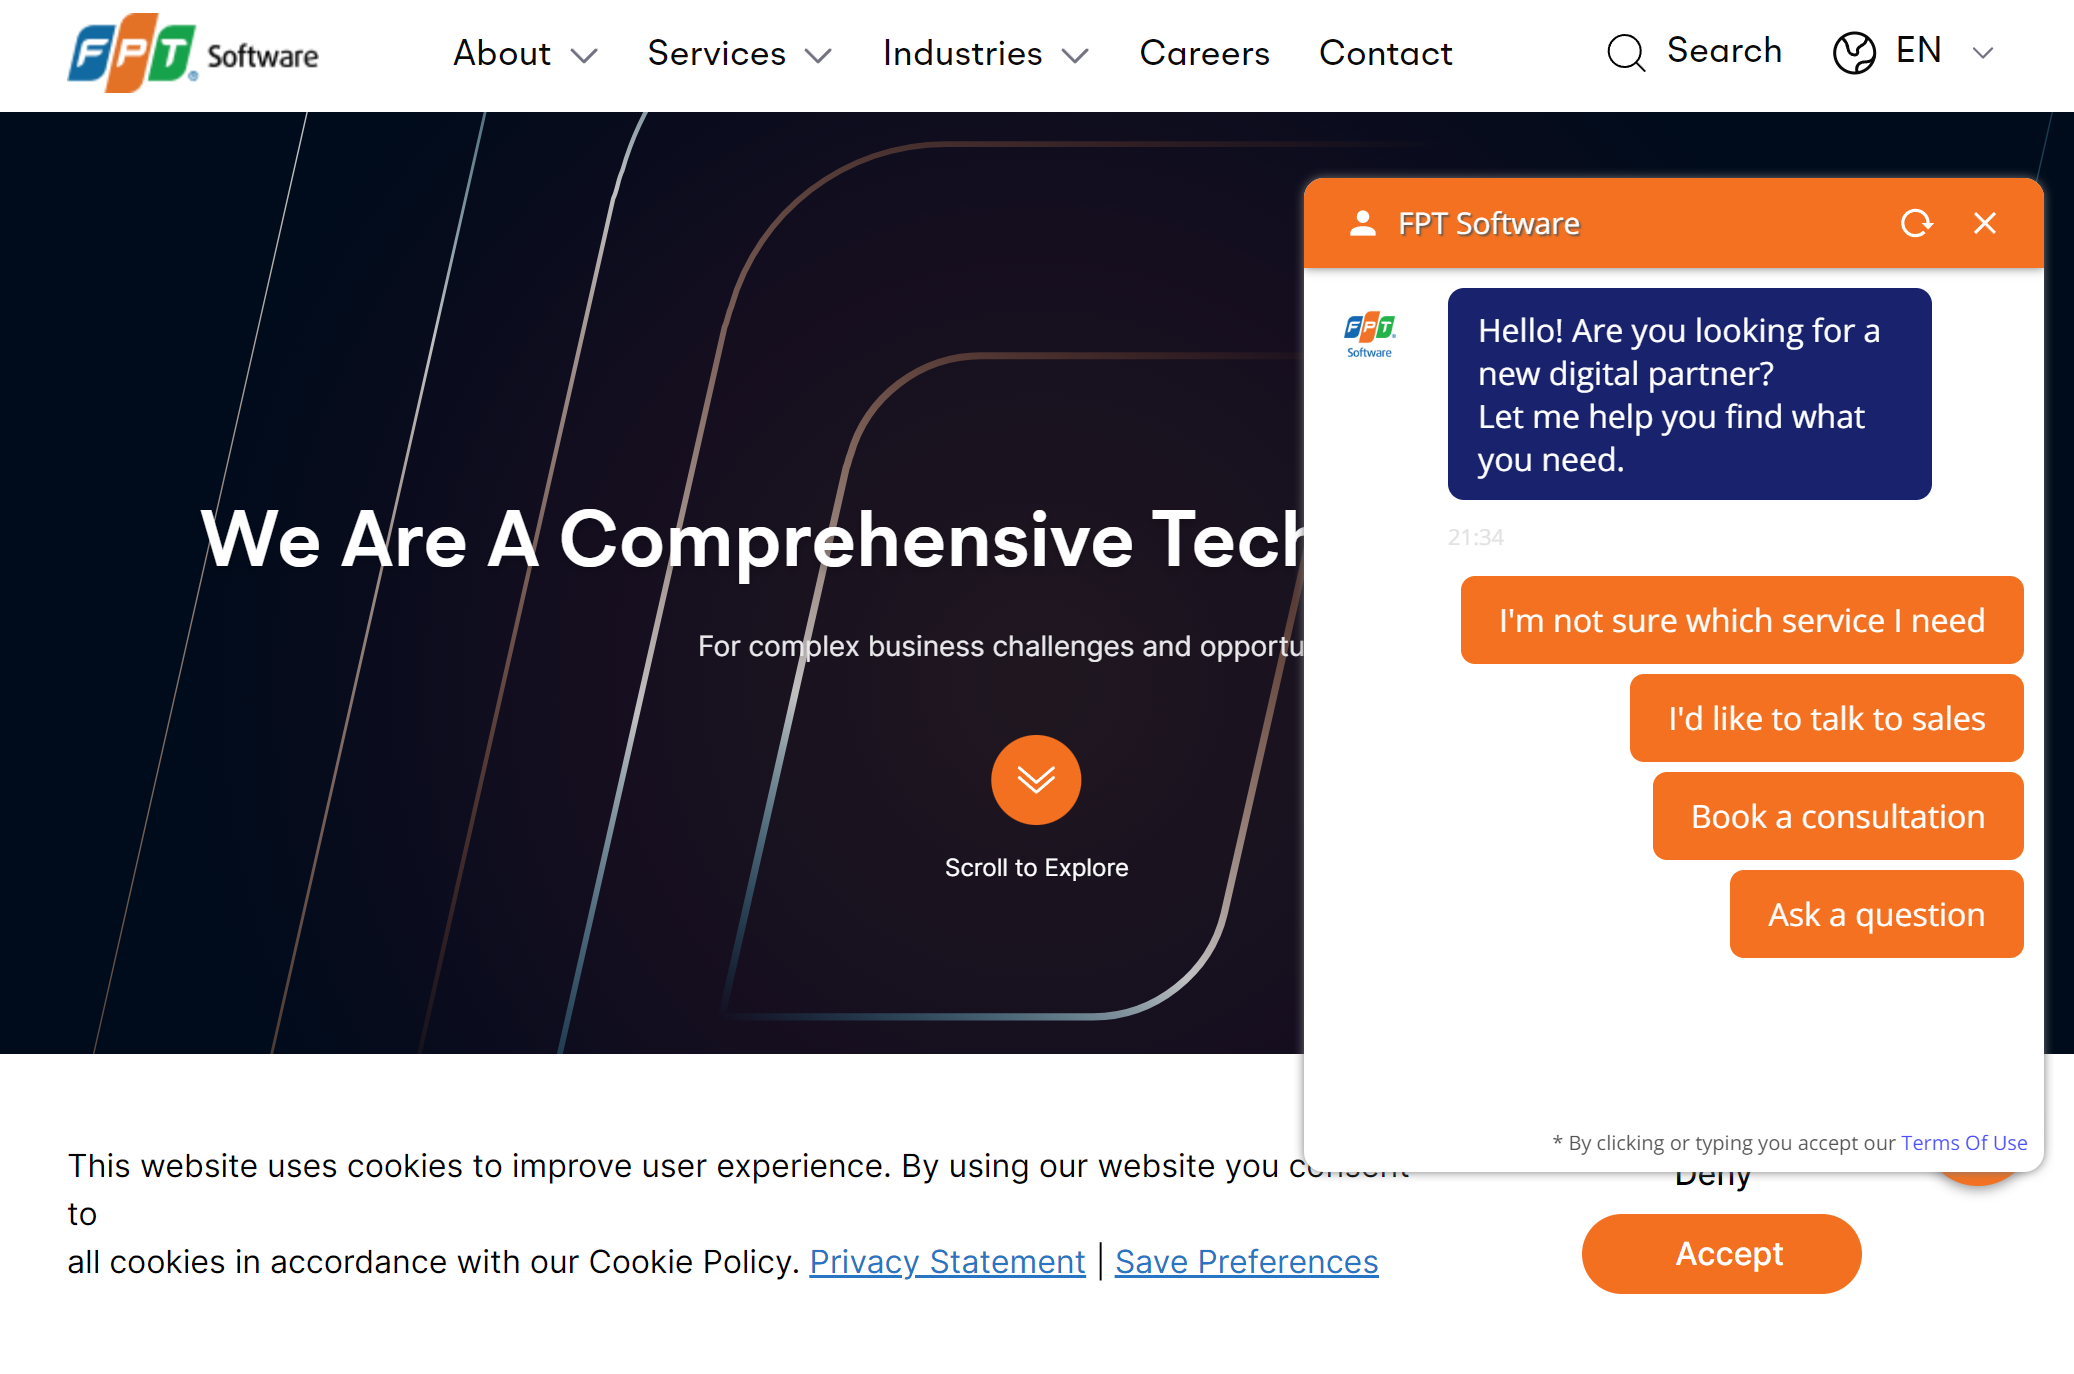 FPT Software
About
Services
Industries
Careers
Contact
Search
EN
We Are A Comprehensive Tech
For complex business challenges and opportu
Scroll to Explore
FPT Software
FPT
Software
Hello! Are you looking for a
new digital partner?
Let me help you find what
you need.
21:34
I'm not sure which service I need
I'd like to talk to sales
Book a consultation
Ask a question
* By clicking or typing you accept our Terms Of Use
This website uses cookies to improve user experience. By using our website you consent
to
all cookies in accordance with our Cookie Policy. Privacy Statement | Save Preferences
Deny
Accept